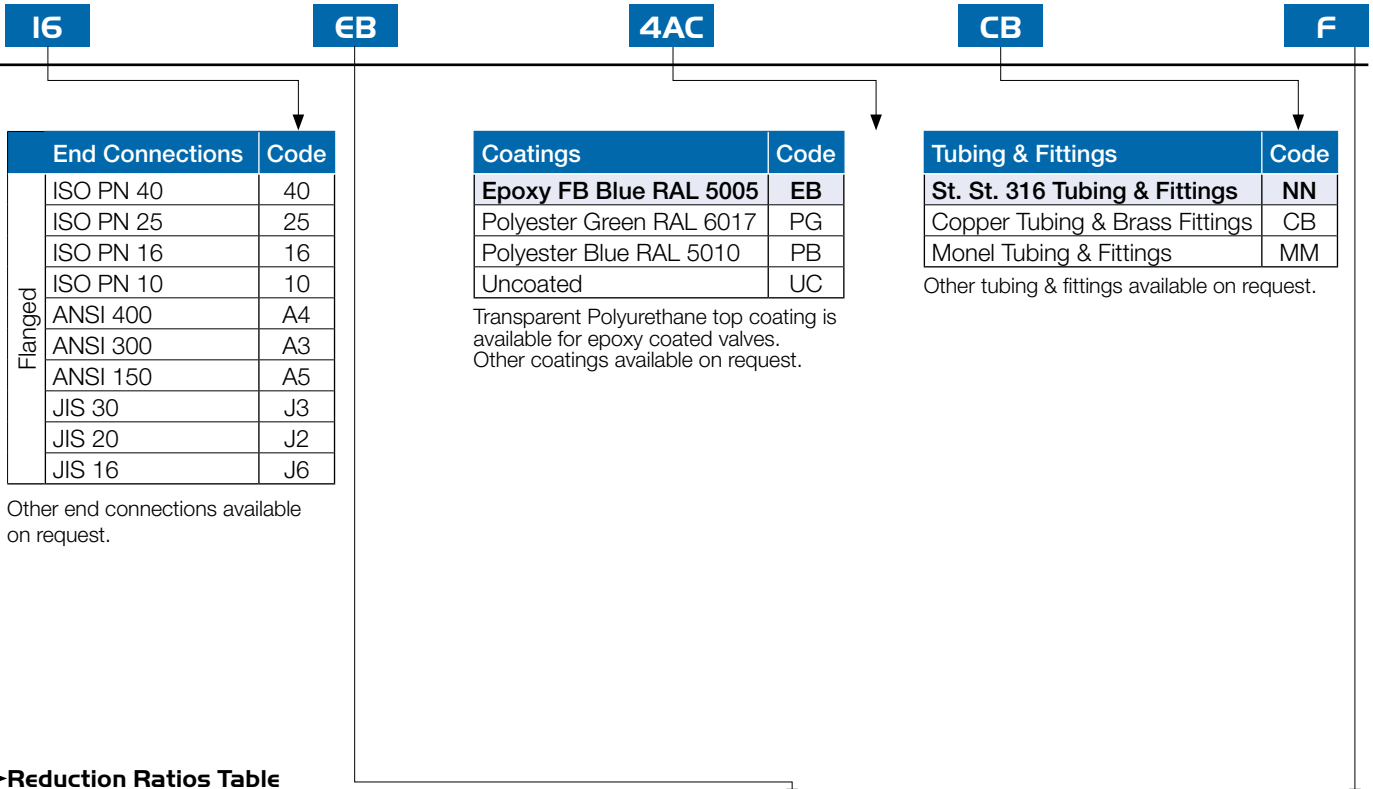 16 EB 4AC CB F
End Connections Code
Flanged
ISO PN 40 40
ISO PN 25 25
ISO PN 16 16
ISO PN 10 10
ANSI 400 A4
ANSI 300 A3
ANSI 150 A5
JIS 30 J3
JIS 20 J2
JIS 16 J6
Other end connections available
on request.
Coatings Code
Epoxy FB Blue RAL 5005 EB
Polyester Green RAL 6017 PG
Polyester Blue RAL 5010 PB
Uncoated UC
Transparent Polyurethane top coating is
available for epoxy coated valves.
Other coatings available on request.
Tubing & Fittings Code
St. St. 316 Tubing & Fittings NN
Copper Tubing & Brass Fittings CB
Monel Tubing & Fittings MM
Other tubing & fittings available on request.
Reduction Ratios Table